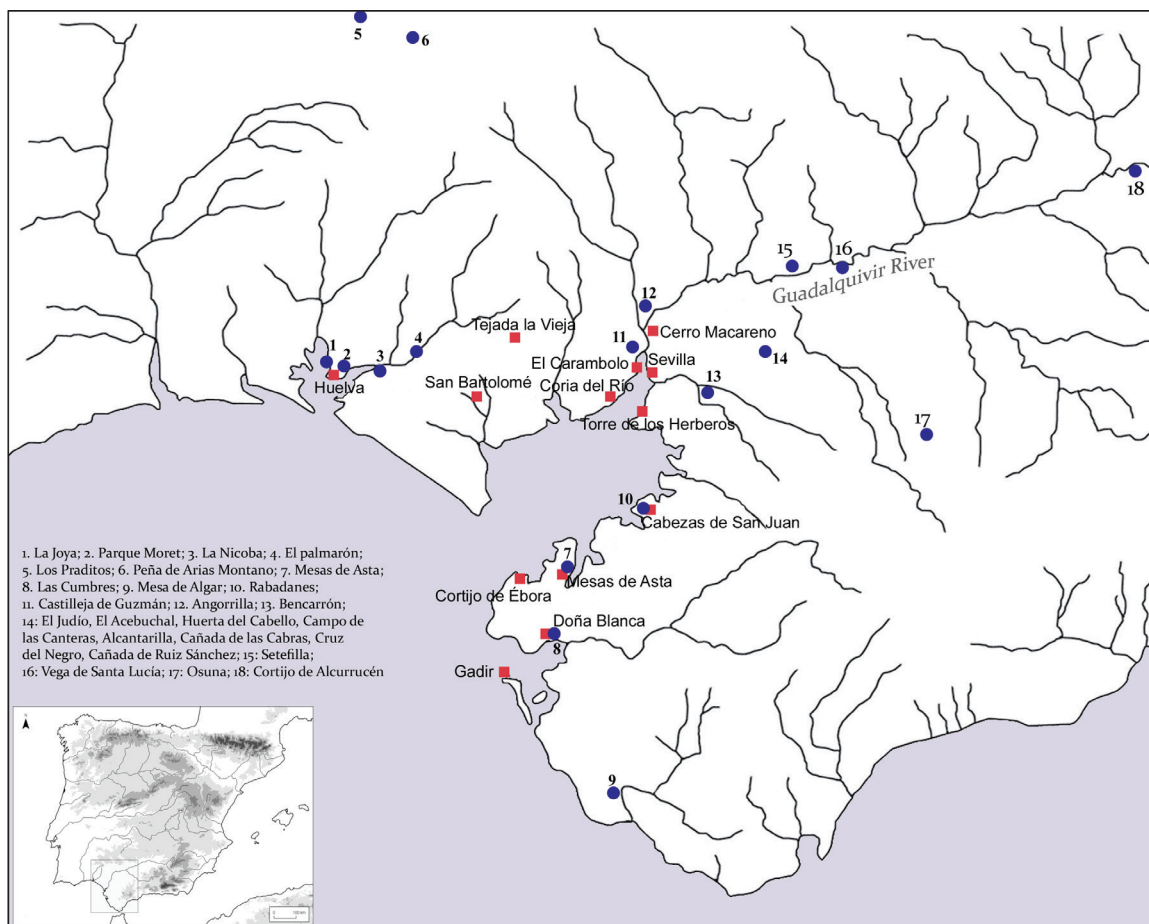 5
6
18
15
16
Guadalquivir River
12
Tejada la Vieja
Cerro Macareno
1
2
3
4
11
14
El Carambolo
Sevilla
Huelva
San Bartolomé
Coria del Río
13
Torre de los Herberos
17
10
Cabezas de San Juan
7
Mesas de Asta
Cortijo de Ébora
Doña Blanca
8
Gadir
9
1. La Joya; 2. Parque Moret; 3. La Nicoba; 4. El palmarón;
5. Los Praditos; 6. Peña de Arias Montano; 7. Mesas de Asta;
8. Las Cumbres; 9. Mesa de Algar; 10. Rabadanes;
11. Castilleja de Guzmán; 12. Angorrilla; 13. Bencarrón;
14: El Judío, El Acebuchal, Huerta del Cabello, Campo de
las Canteras, Alcantarilla, Cañada de las Cabras, Cruz
del Negro, Cañada de Ruiz Sánchez; 15: Setefilla;
16: Vega de Santa Lucía; 17: Osuna; 18: Cortijo de Alcurrucén
N
0 100 km